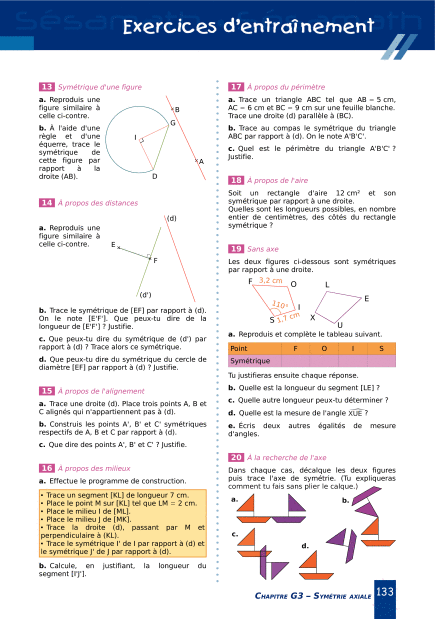 Sésamath
Exercices d'entraînement
13 Symétrique d'une figure
a. Reproduis une
figure similaire à
celle ci-contre.
b. À l'aide d'une
règle et d'une
équerre, trace le
symétrique de
cette figure par
rapport à la
droite (AB).
B
G
I
A
D
14 À propos des distances
a. Reproduis une
figure similaire à
celle ci-contre.
(d)
E
F
(d')
b. Trace le symétrique de [EF] par rapport à (d).
On le note [E'F']. Que peux-tu dire de la
longueur de [E'F'] ? Justifie.
c. Que peux-tu dire du symétrique de (d') par
rapport à (d) ? Trace alors ce symétrique.
d. Que peux-tu dire du symétrique du cercle de
diamètre [EF] par rapport à (d) ? Justifie.
15 À propos de l'alignement
a. Trace une droite (d). Place trois points A, B et
C alignés qui n'appartiennent pas à (d).
b. Construis les points A', B' et C' symétriques
respectifs de A, B et C par rapport à (d).
c. Que dire des points A', B' et C' ? Justifie.
16 À propos des milieux
a. Effectue le programme de construction.
• Trace un segment [KL] de longueur 7 cm.
• Place le point M sur [KL] tel que LM = 2 cm.
• Place le milieu I de [ML].
• Place le milieu J de [MK].
• Trace la droite (d), passant par M et
perpendiculaire à (KL).
• Trace le symétrique I' de I par rapport à (d) et
le symétrique J' de J par rapport à (d).
b. Calcule, en justifiant, la longueur du
segment [I'J'].
17 À propos du périmètre
a. Trace un triangle ABC tel que AB = 5 cm,
AC = 6 cm et BC = 9 cm sur une feuille blanche.
Trace une droite (d) parallèle à (BC).
b. Trace au compas le symétrique du triangle
ABC par rapport à (d). On le note A'B'C'.
c. Quel est le périmètre du triangle A'B'C' ?
Justifie.
18 À propos de l'aire
Soit un rectangle d'aire 12 cm² et son
symétrique par rapport à une droite.
Quelles sont les longueurs possibles, en nombre
entier de centimètres, des côtés du rectangle
symétrique ?
19 Sans axe
Les deux figures ci-dessous sont symétriques
par rapport à une droite.
F 3,2 cm O
L
E
110°
I
S 1,7 cm
X
U
a. Reproduis et complète le tableau suivant.
Point F O I S
Symétrique
Tu justifieras ensuite chaque réponse.
b. Quelle est la longueur du segment [LE] ?
c. Quelle autre longueur peux-tu déterminer ?
d. Quelle est la mesure de l'angle XUE ?
e. Écris deux autres égalités de mesure
d'angles.
20 À la recherche de l'axe
Dans chaque cas, décalque les deux figures
puis trace l'axe de symétrie. (Tu expliqueras
comment tu fais sans plier le calque.)
a.
b.
c.
d.
Chapitre G3 – Symétrie axiale 133